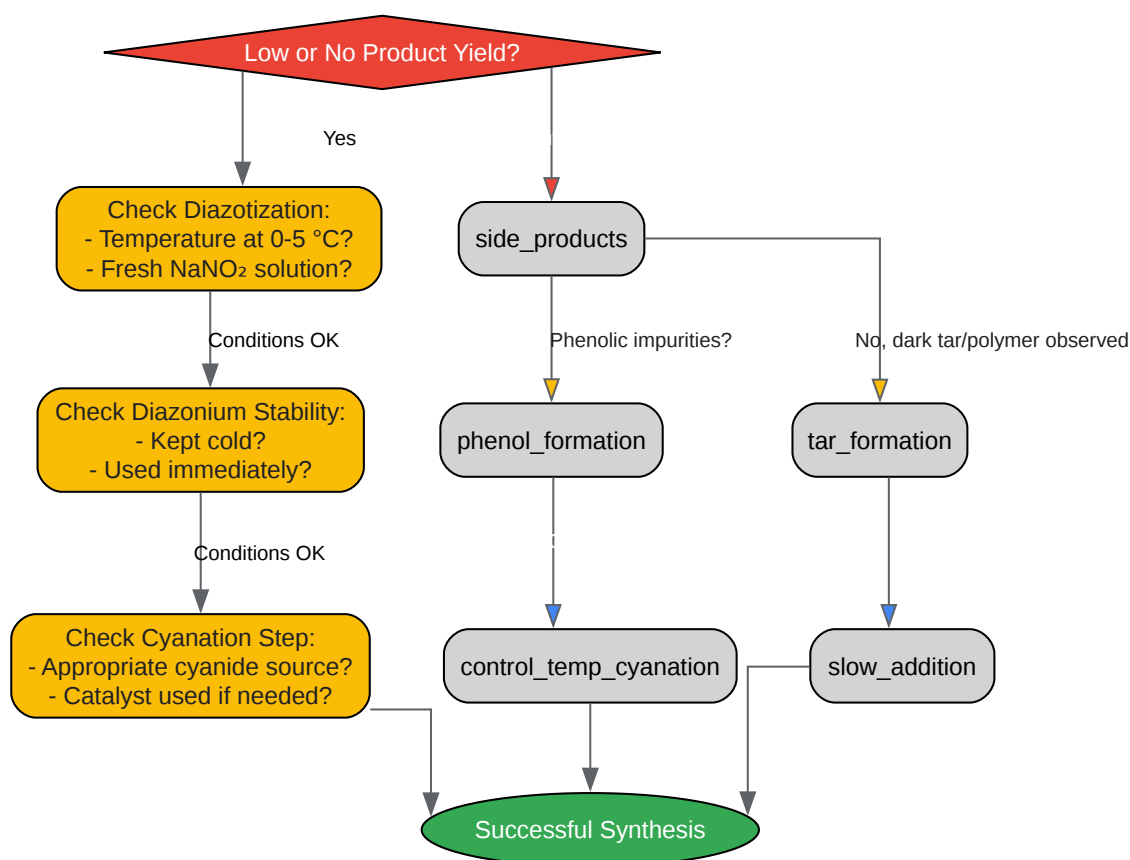 Low or No Product Yield?
Yes
Check Diazotization:
- Temperature at 0-5 °C?
- Fresh NaNO₂ solution?
side_products
Conditions OK
Phenolic impurities?
No, dark tar/polymer observed
Check Diazonium Stability:
- Kept cold?
- Used immediately?
phenol_formation
tar_formation
Conditions OK
Check Cyanation Step:
- Appropriate cyanide source?
- Catalyst used if needed?
control_temp_cyanation
slow_addition
Successful Synthesis